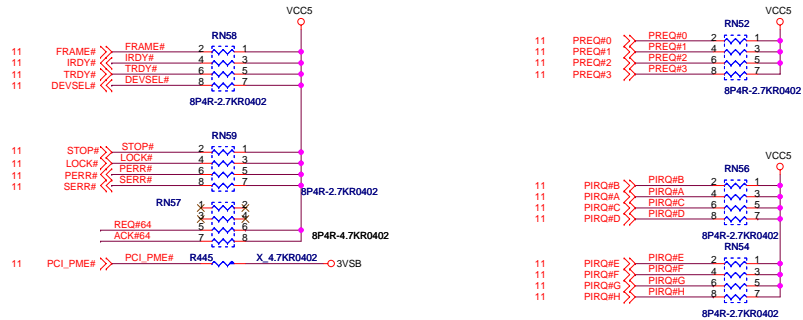 VCC5
RN58
11 FRAME# FRAME# 2 1
11 IRDY# IRDY# 4 3
11 TRDY# TRDY# 6 5
11 DEVSEL# DEVSEL# 8 7
8P4R-2.7KR0402
RN59
11 STOP# STOP# 2 1
11 LOCK# LOCK# 4 3
11 PERR# PERR# 6 5
11 SERR# SERR# 8 7
8P4R-2.7KR0402
RN57
1 2
3 4
REQ#64 5 6
ACK#64 7 8
8P4R-4.7KR0402
11 PCI_PME# PCI_PME# R445 X_4.7KR0402 3VSB
VCC5
RN52
11 PREQ#0 PREQ#0 2 1
11 PREQ#1 PREQ#1 4 3
11 PREQ#2 PREQ#2 6 5
11 PREQ#3 PREQ#3 8 7
8P4R-2.7KR0402
VCC5
RN56
11 PIRQ#B PIRQ#B 2 1
11 PIRQ#A PIRQ#A 4 3
11 PIRQ#C PIRQ#C 6 5
11 PIRQ#D PIRQ#D 8 7
8P4R-2.7KR0402
RN54
11 PIRQ#E PIRQ#E 2 1
11 PIRQ#F PIRQ#F 4 3
11 PIRQ#G PIRQ#G 6 5
11 PIRQ#H PIRQ#H 8 7
8P4R-2.7KR0402